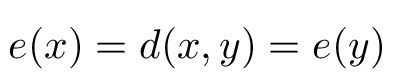 e(x) = d(x, y) = e(y)